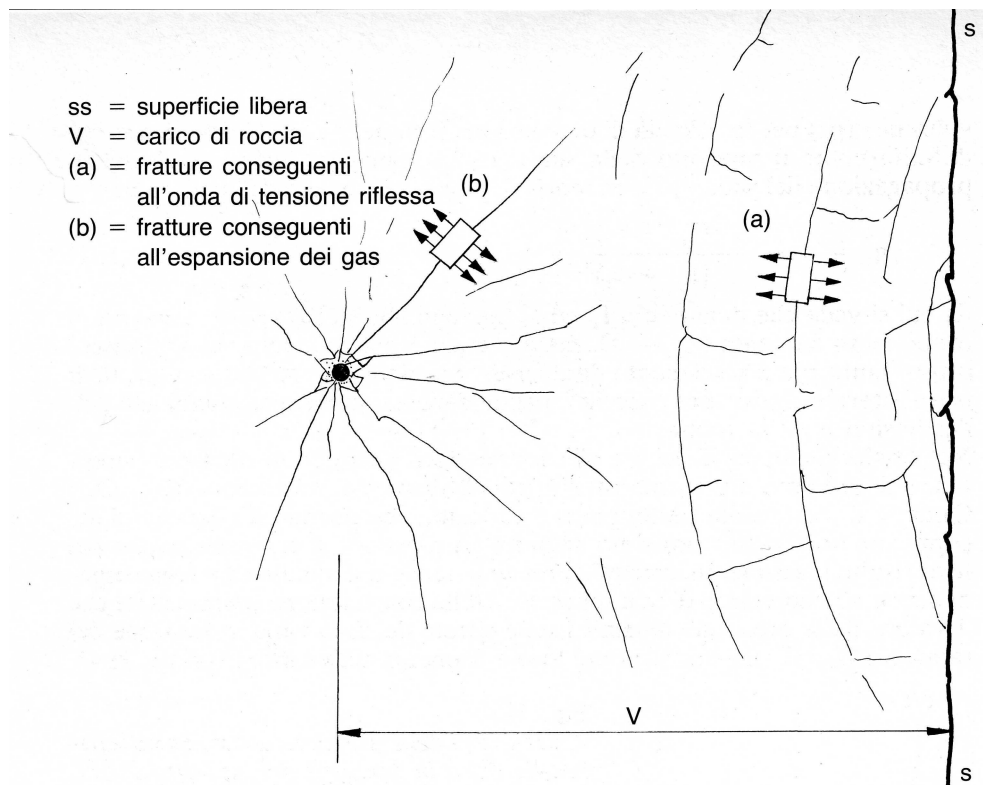 s
ss = superficie libera
V = carico di roccia
(a) = fratture conseguenti
all'onda di tensione riflessa
(b) = fratture conseguenti
all'espansione dei gas
(b)
(a)
V
s